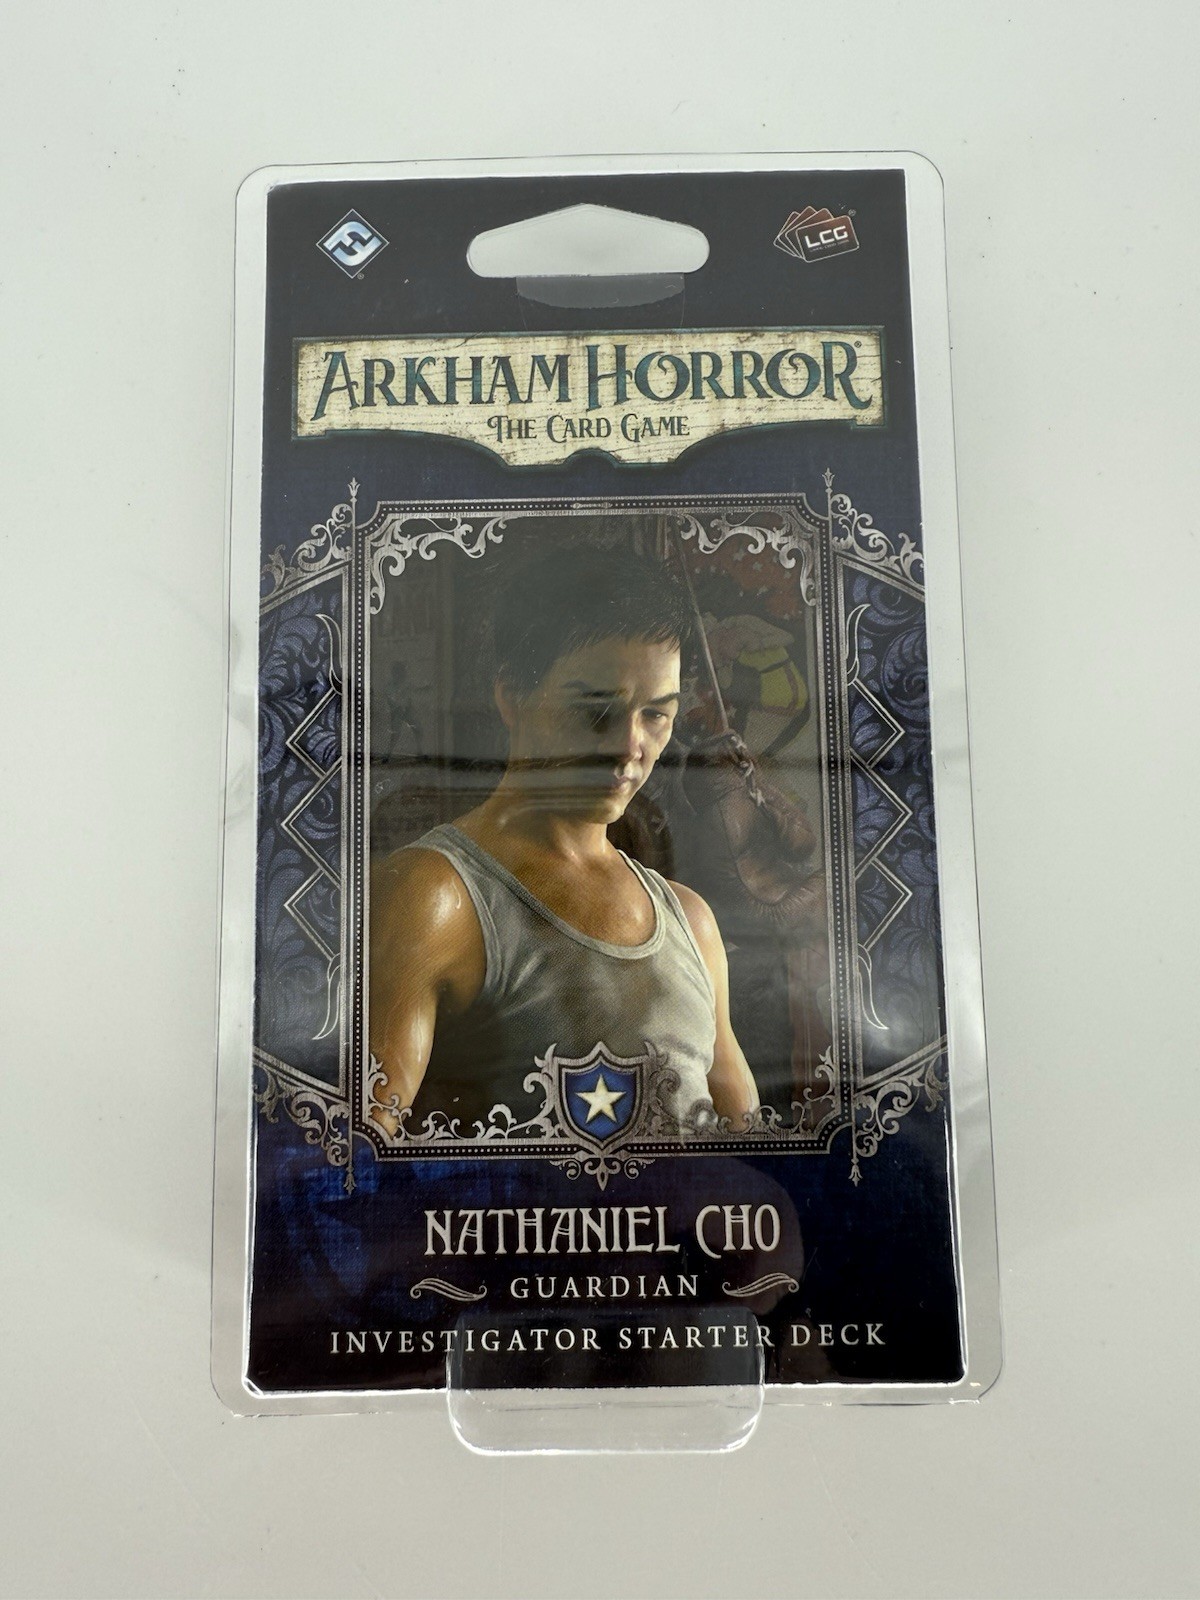 LCG
ARKHAM HORROR®
THE CARD GAME
NATHANIEL CHO
GUARDIAN
INVESTIGATOR STARTER DECK